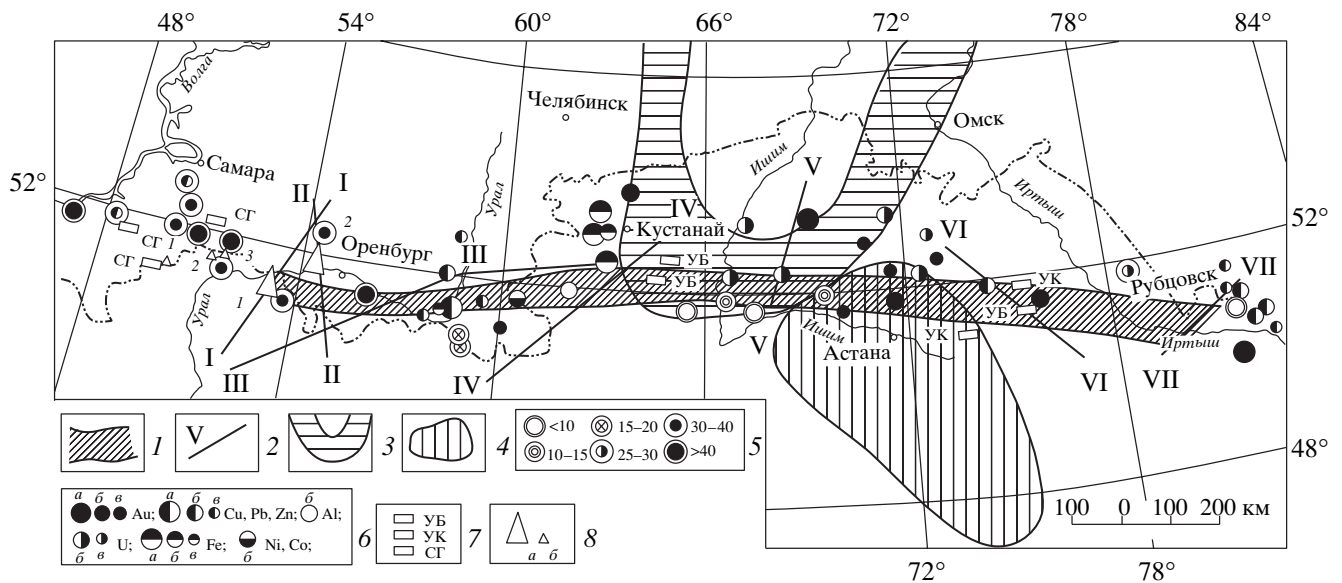 48° 54° 60° 66° 72° 78° 84°
Волга
Челябинск
Омск
Ишим
V
Самара
I
II
52°
52°
СГ
2
Урал
IV
Иртыш
СГ 1
Оренбург
III
Кустанай
VI
СГ
3
2
УБ
УК
Рубцовск
VII
1
УБ
УБ
Урал
Ишим
УК
Иртыш
I
Астана
V
III
II
IV
VI
VII
V
1 2 3 4
<10 15–20 30–40
10–15 25–30 >40
5
48°
100 0 100 200 км
а б в Au; а б в Cu, Pb, Zn; б Al;
б в U; а б в Fe; б Ni, Co;
6
УБ
УК
СГ
7
а б
8
72° 78°